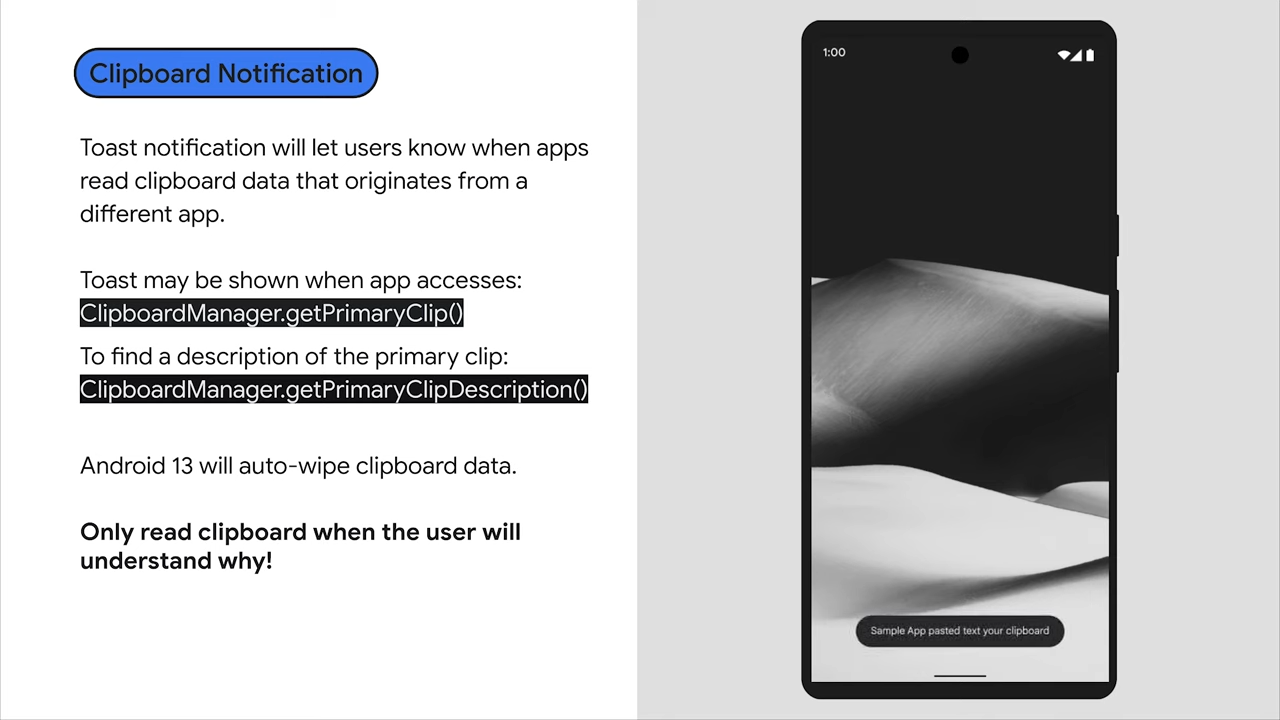 Clipboard Notification
Toast notification will let users know when apps
read clipboard data that originates from a
different app.
Toast may be shown when app accesses:
ClipboardManager.getPrimaryClip()
To find a description of the primary clip:
ClipboardManager.getPrimaryClipDescription()
Android 13 will auto-wipe clipboard data.
Only read clipboard when the user will
understand why!
1:00
Sample App pasted text your clipboard